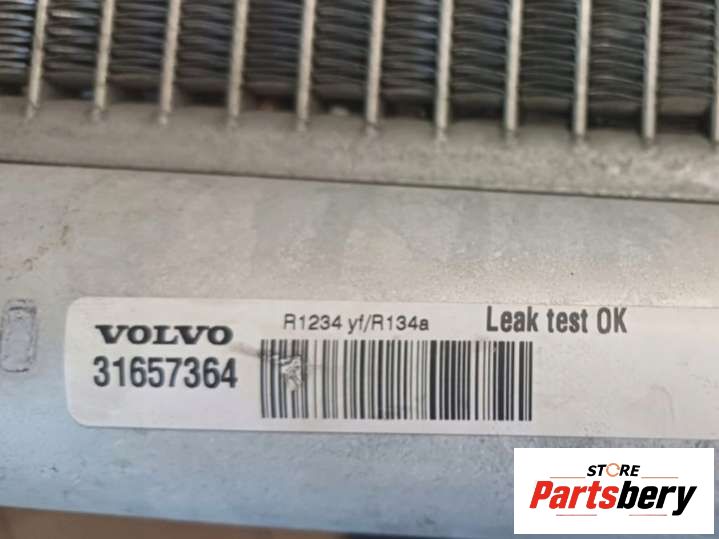 VOLVO
31657364
R1234 yf/R134a
Leak test OK
STORE
Partsbery